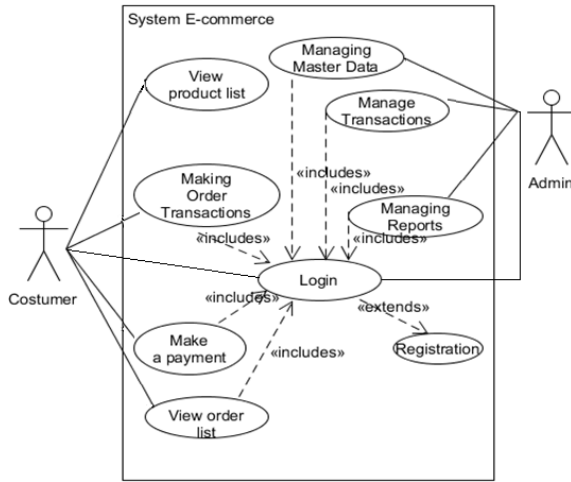 System E-commerce
View
product list
Managing
Master Data
Manage
Transactions
Admin
Making
Order
Transactions
«includes»
«includes»
Managing
Reports
«includes»
«includes»
Costumer
Login
«includes»
«extends»
Make
a payment
«includes»
Registration
View order
list